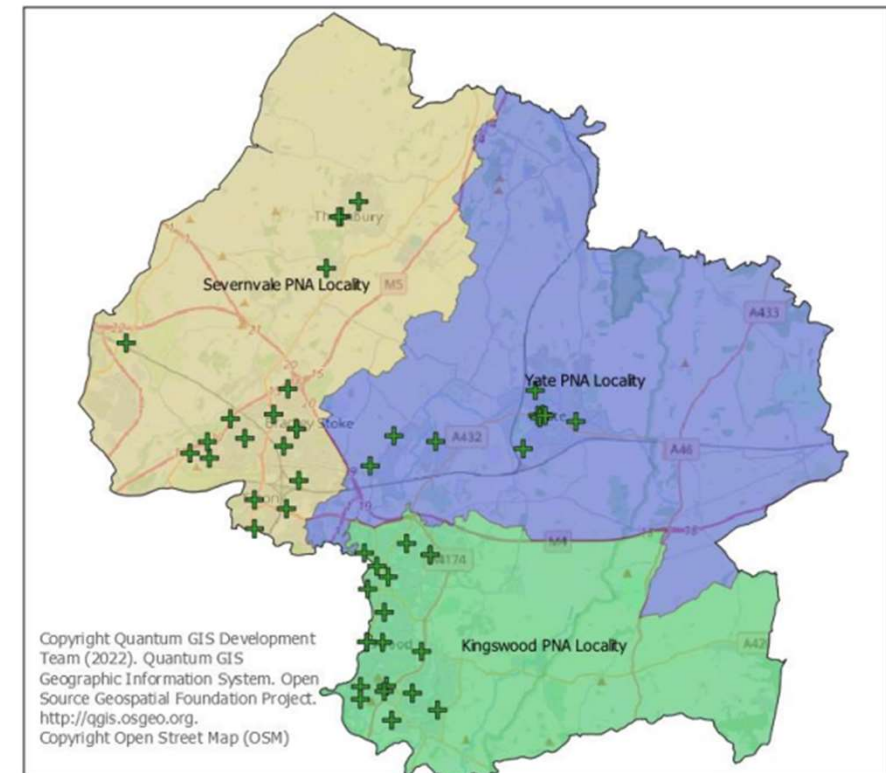 Severnvale PNA Locality
M5
A433
Yate PNA Locality
Stoke
A432
A46
M4
A4174
Kingswood PNA Locality
Copyright Quantum GIS Development
Team (2022). Quantum GIS
Geographic Information System. Open
Source Geospatial Foundation Project.
http://qgis.osgeo.org.
Copyright Open Street Map (OSM)